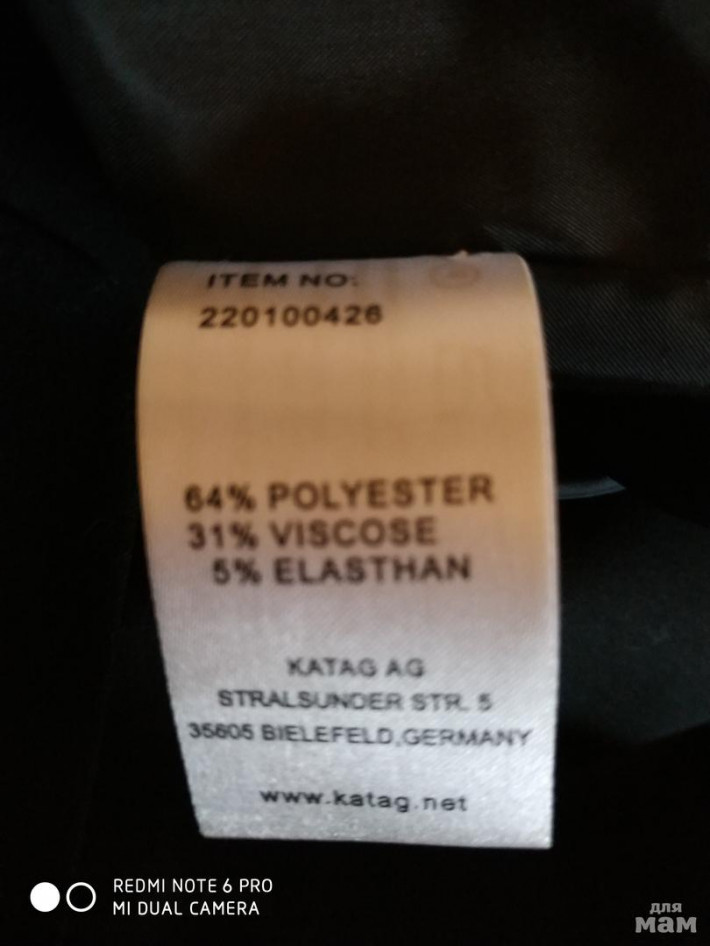 ITEM NO:
220100426
64% POLYESTER
31% VISCOSE
5% ELASTHAN
KATAG AG
STRALSUNDER STR. 5
35605 BIELEFELD,GERMANY
www.katag.net
REDMI NOTE 6 PRO
MI DUAL CAMERA
для
мам